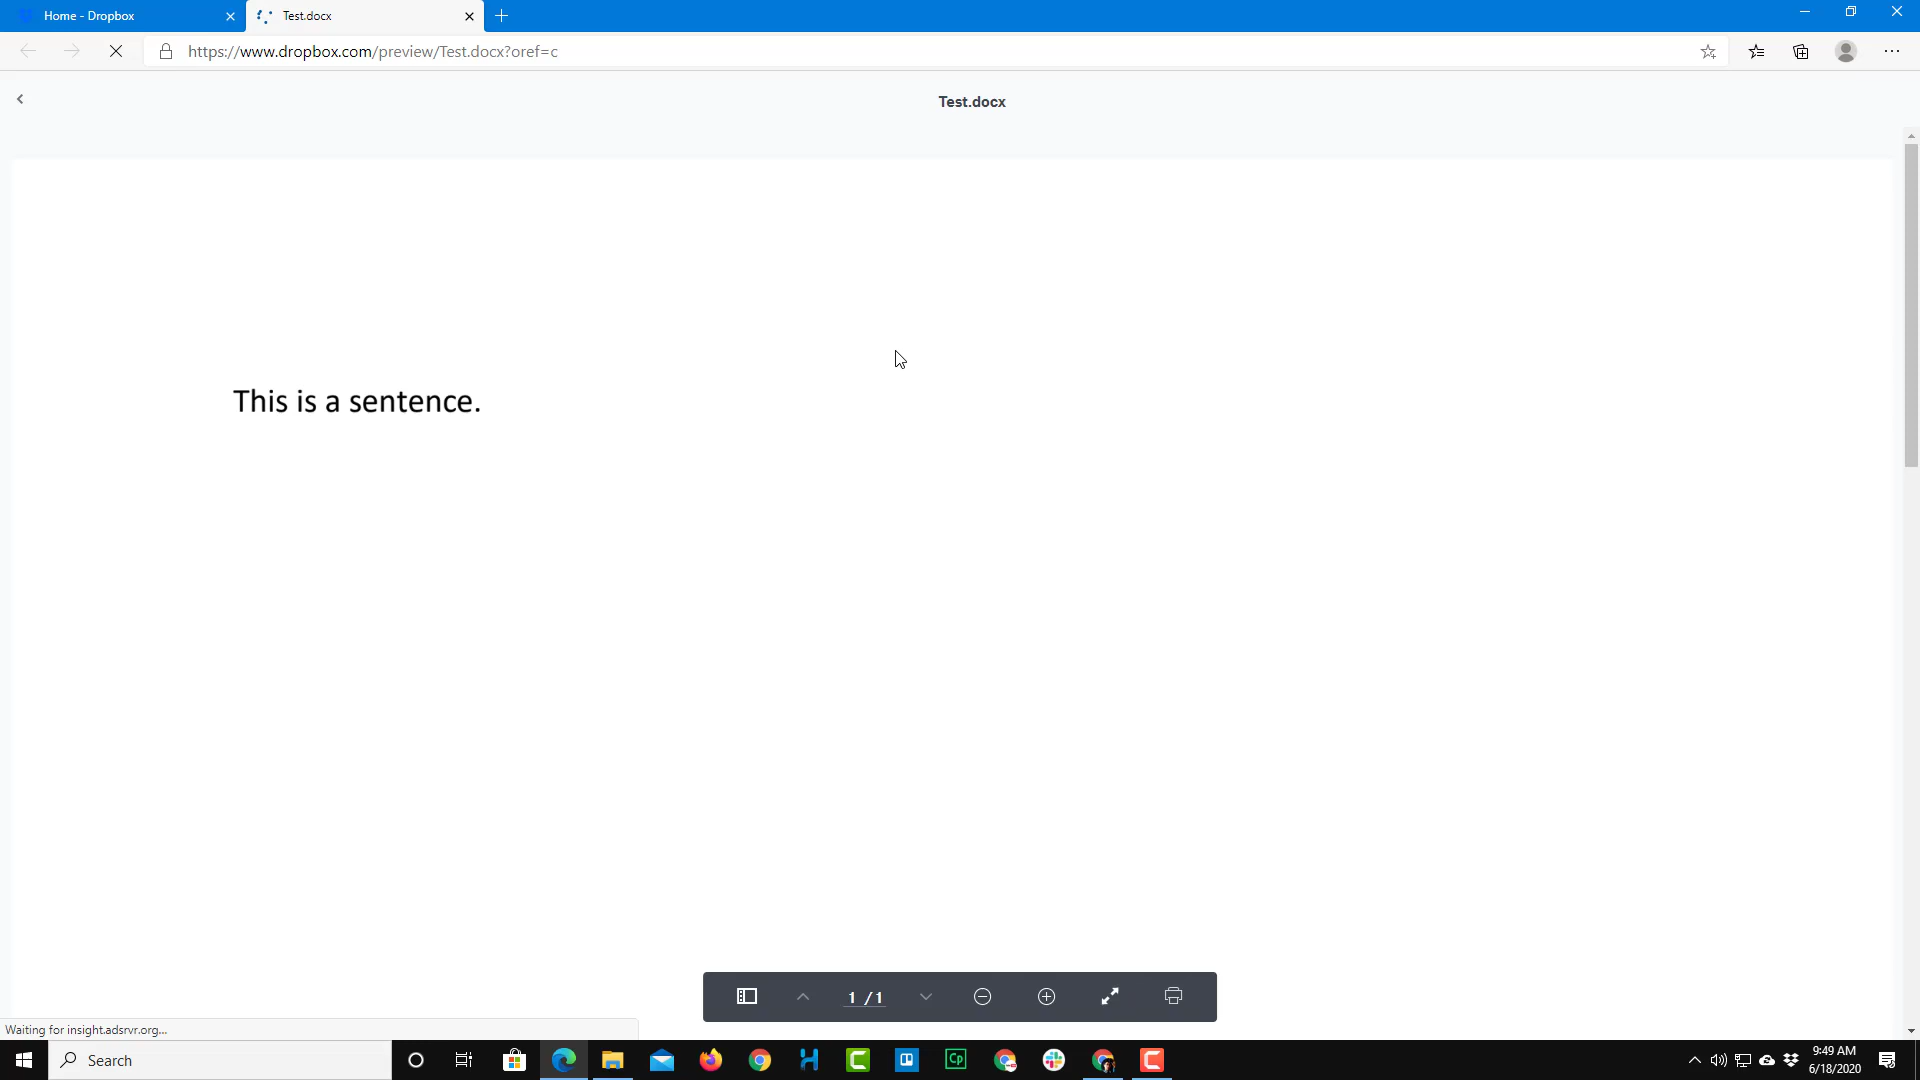 Home - Dropbox
Test.docx
https://www.dropbox.com/preview/Test.docx?oref=c
Test.docx
This is a sentence.
1 / 1
Waiting for insight.adsrvr.org...
Search
Cp
9:49 AM
6/18/2020